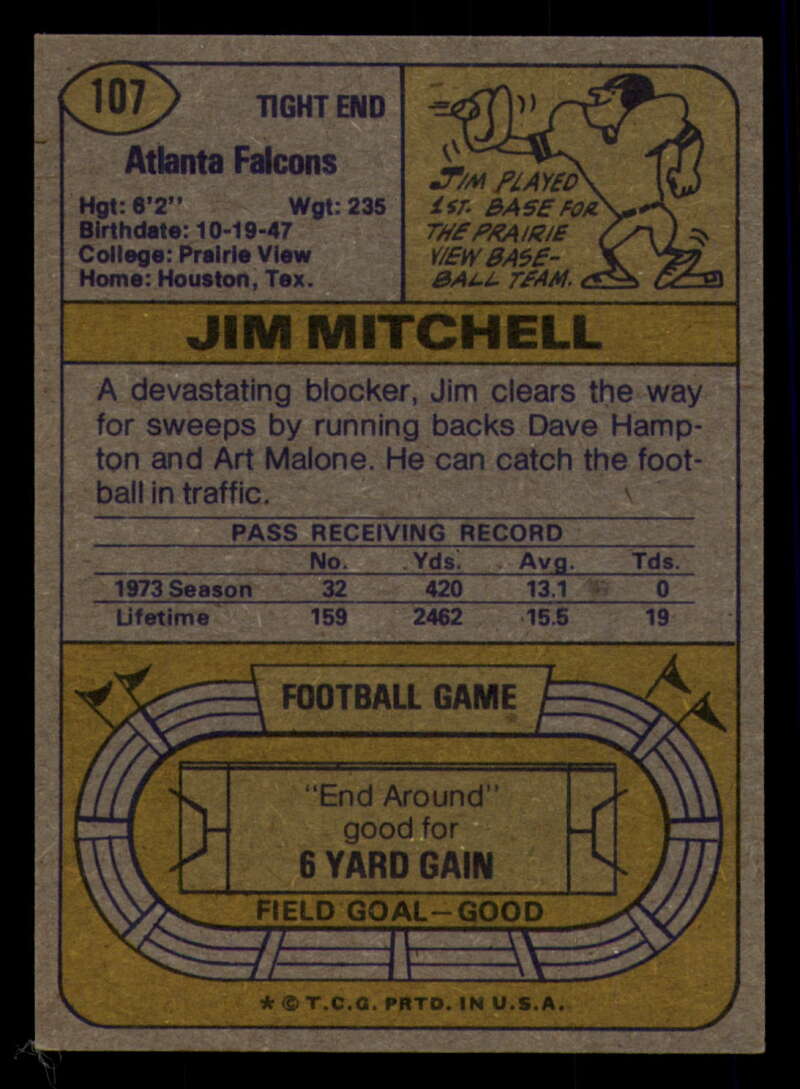 107
TIGHT END
Atlanta Falcons
Hgt: 6'2" Wgt: 235
Birthdate: 10-19-47
College: Prairie View
Home: Houston, Tex.
JIM PLAYED
1ST. BASE FOR
THE PRAIRIE
VIEW BASE-
BALL TEAM.
JIM MITCHELL
A devastating blocker, Jim clears the way
for sweeps by running backs Dave Hamp-
ton and Art Malone. He can catch the foot-
ball in traffic.
PASS RECEIVING RECORD
No. Yds. Avg. Tds.
1973 Season 32 420 13.1 0
Lifetime 159 2462 15.5 19
FOOTBALL GAME
"End Around"
good for
6 YARD GAIN
FIELD GOAL—GOOD
* © T.C.G. PRTD. IN U.S.A.